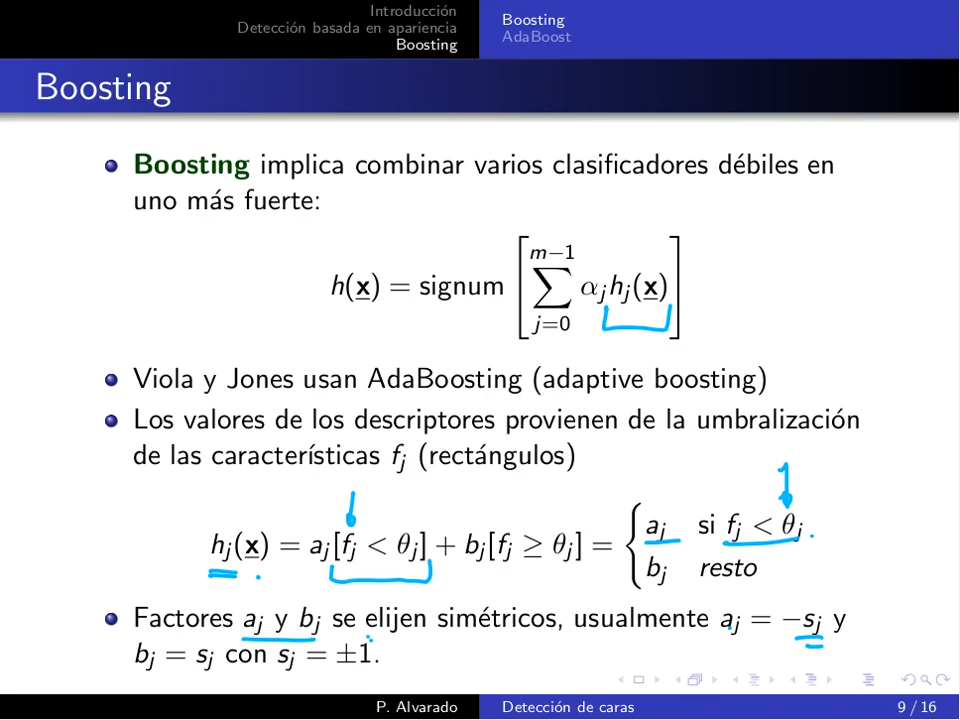 Introducción
Detección basada en apariencia
Boosting
Boosting
AdaBoost
Boosting
Boosting implica combinar varios clasificadores débiles en
uno más fuerte:
h(x) = signum [ ∑_{j=0}^{m−1} α_j h_j(x) ]
Viola y Jones usan AdaBoosting (adaptive boosting)
Los valores de los descriptores provienen de la umbralización
de las características f_j (rectángulos)
h_j(x) = a_j[f_j < θ_j] + b_j[f_j ≥ θ_j] = { a_j si f_j < θ_j
b_j resto
Factores a_j y b_j se elijen simétricos, usualmente a_j = −s_j y
b_j = s_j con s_j = ±1.
P. Alvarado
Detección de caras
9 / 16